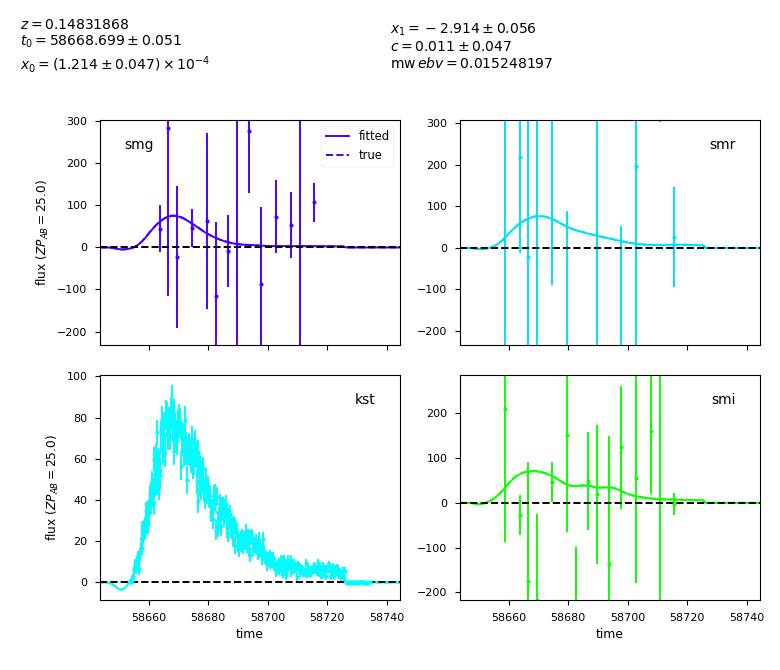 z = 0.14831868
t₀ = 58668.699 ± 0.051
x₀ = (1.214 ± 0.047) × 10⁻⁴
x₁ = −2.914 ± 0.056
c = 0.011 ± 0.047
mw ebv = 0.015248197
300
200
100
0
−100
−200
flux (ZP_AB = 25.0)
smg
fitted
true
300
200
100
0
−100
−200
smr
100
80
60
40
20
0
flux (ZP_AB = 25.0)
kst
58660 58680 58700 58720 58740
time
200
100
0
−100
−200
smi
58660 58680 58700 58720 58740
time